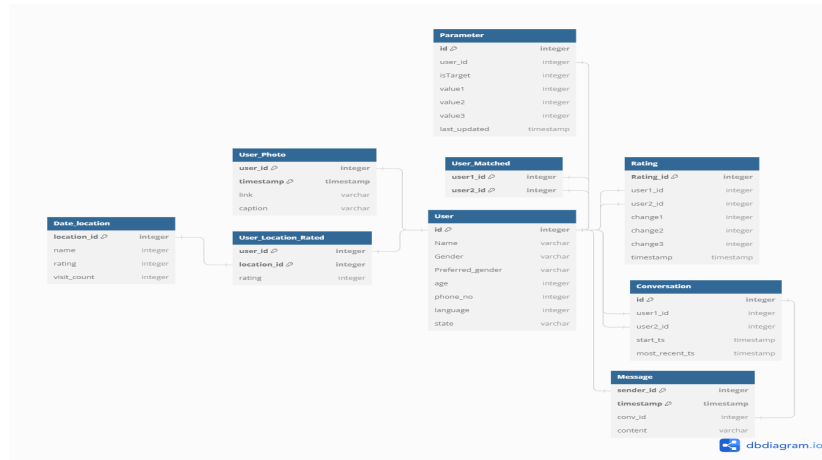 Parameter
id integer
user_id integer
isTarget integer
value1 integer
value2 integer
value3 integer
last_updated timestamp
User_Photo
user_id integer
timestamp timestamp
link varchar
caption varchar
User_Matched
user1_id integer
user2_id integer
Rating
Rating_id integer
user1_id integer
user2_id integer
change1 integer
change2 integer
change3 integer
timestamp timestamp
Date_location
location_id integer
name integer
rating integer
visit_count integer
User_Location_Rated
user_id integer
location_id integer
rating integer
User
id integer
Name varchar
Gender varchar
Preferred_gender varchar
age integer
phone_no integer
language integer
state varchar
Conversation
id integer
user1_id integer
user2_id integer
start_ts timestamp
most_recent_ts timestamp
Message
sender_id integer
timestamp timestamp
conv_id integer
content varchar
dbdiagram.io